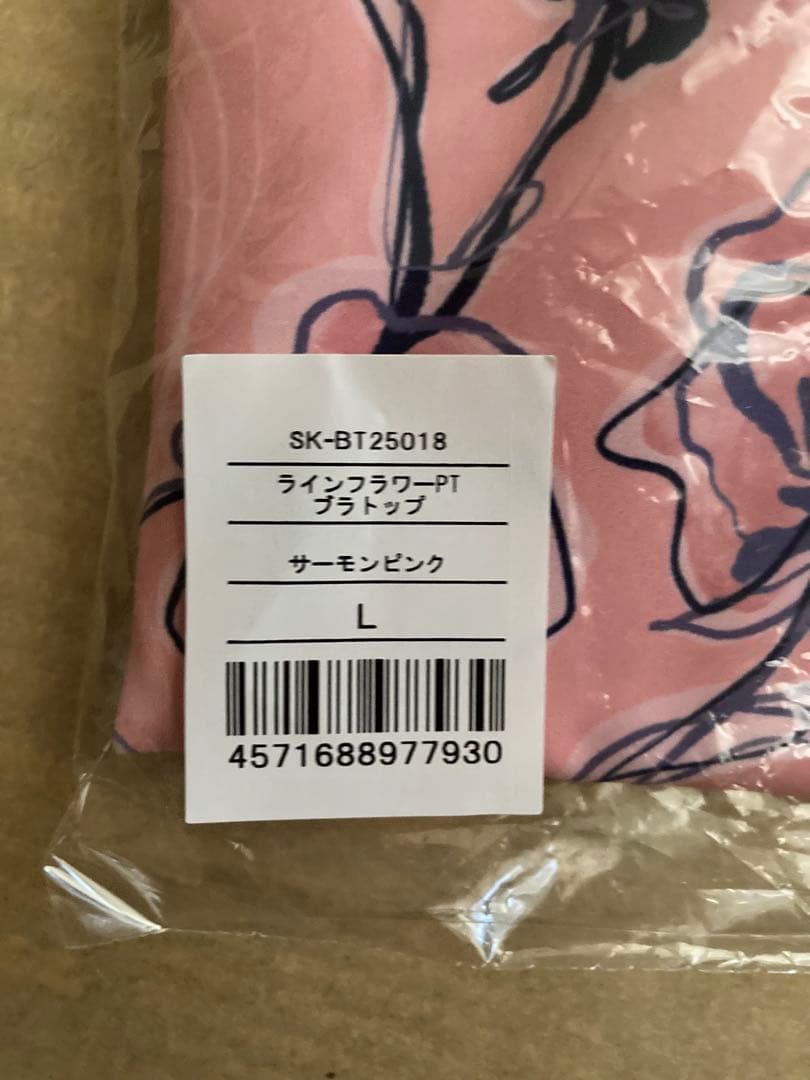 SK-BT25018
ラインフラワーPT
ブラトップ
サーモンピンク
L
4571688977930